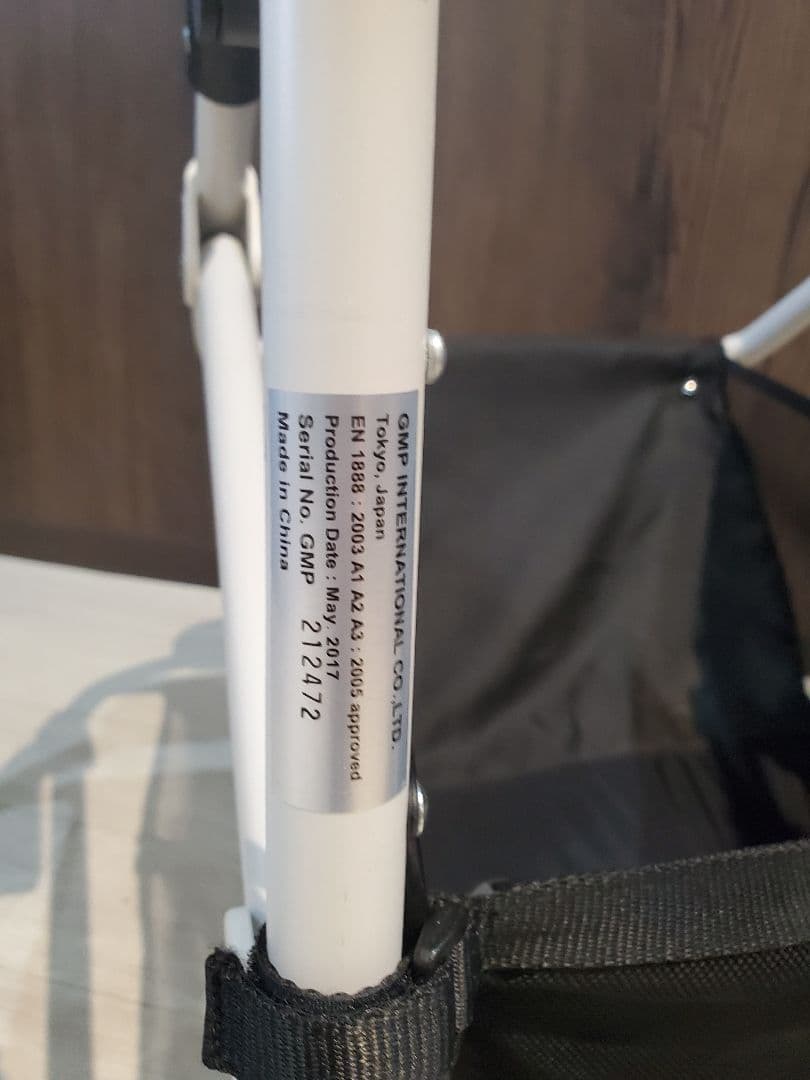 GMP INTERNATIONAL CO.,LTD.
Tokyo, Japan
EN 1888 : 2003 A1 A2 A3 : 2005 approved
Production Date : May. 2017
Serial No. GMP 212472
Made in China